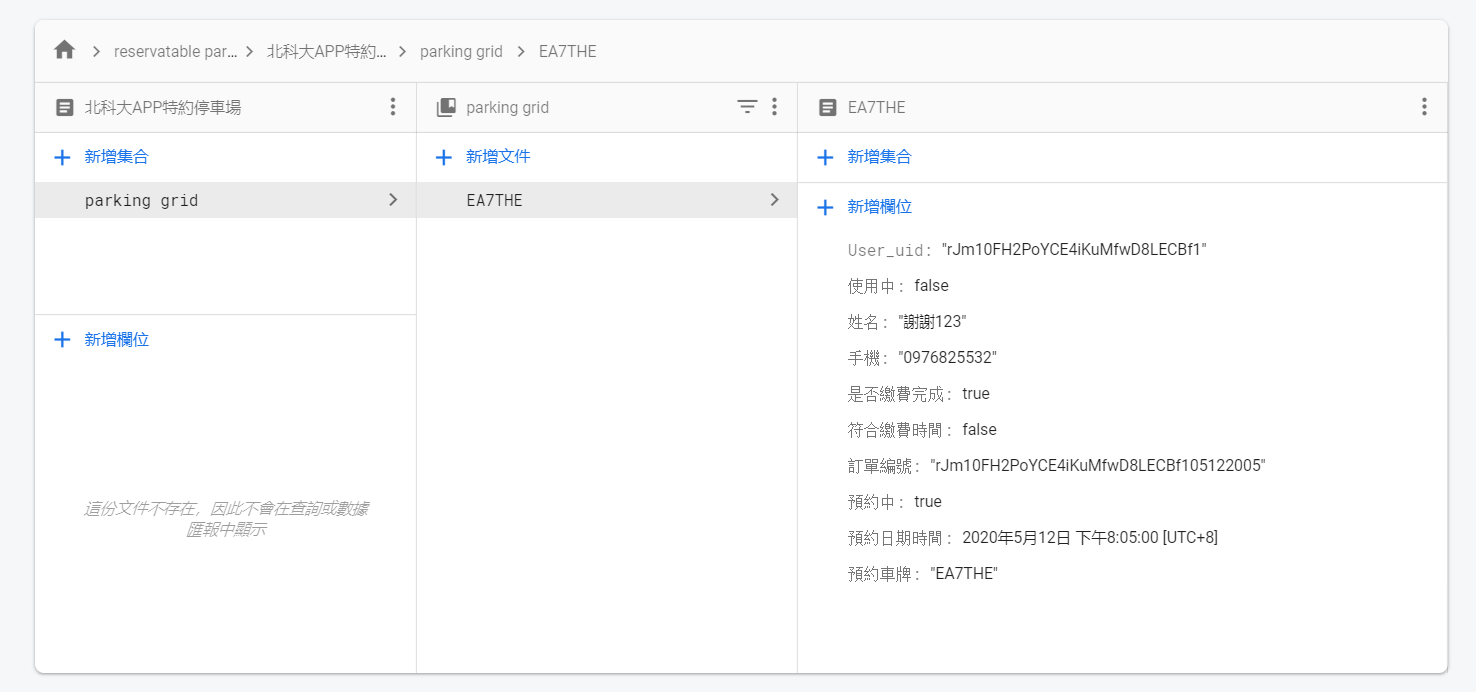 reservatable par... 北科大APP特約... parking grid EA7THE
北科大APP特約停車場
新增集合
parking grid
新增欄位
這份文件不存在，因此不會在查詢或數據
匯報中顯示
parking grid
新增文件
EA7THE
EA7THE
新增集合
新增欄位
User_uid: "rJm10FH2PoYCE4iKuMfwD8LECBf1"
使用中: false
姓名: "謝謝123"
手機: "0976825532"
是否繳費完成: true
符合繳費時間: false
訂單編號: "rJm10FH2PoYCE4iKuMfwD8LECBf105122005"
預約中: true
預約日期時間: 2020年5月12日 下午8:05:00 [UTC+8]
預約車牌: "EA7THE"